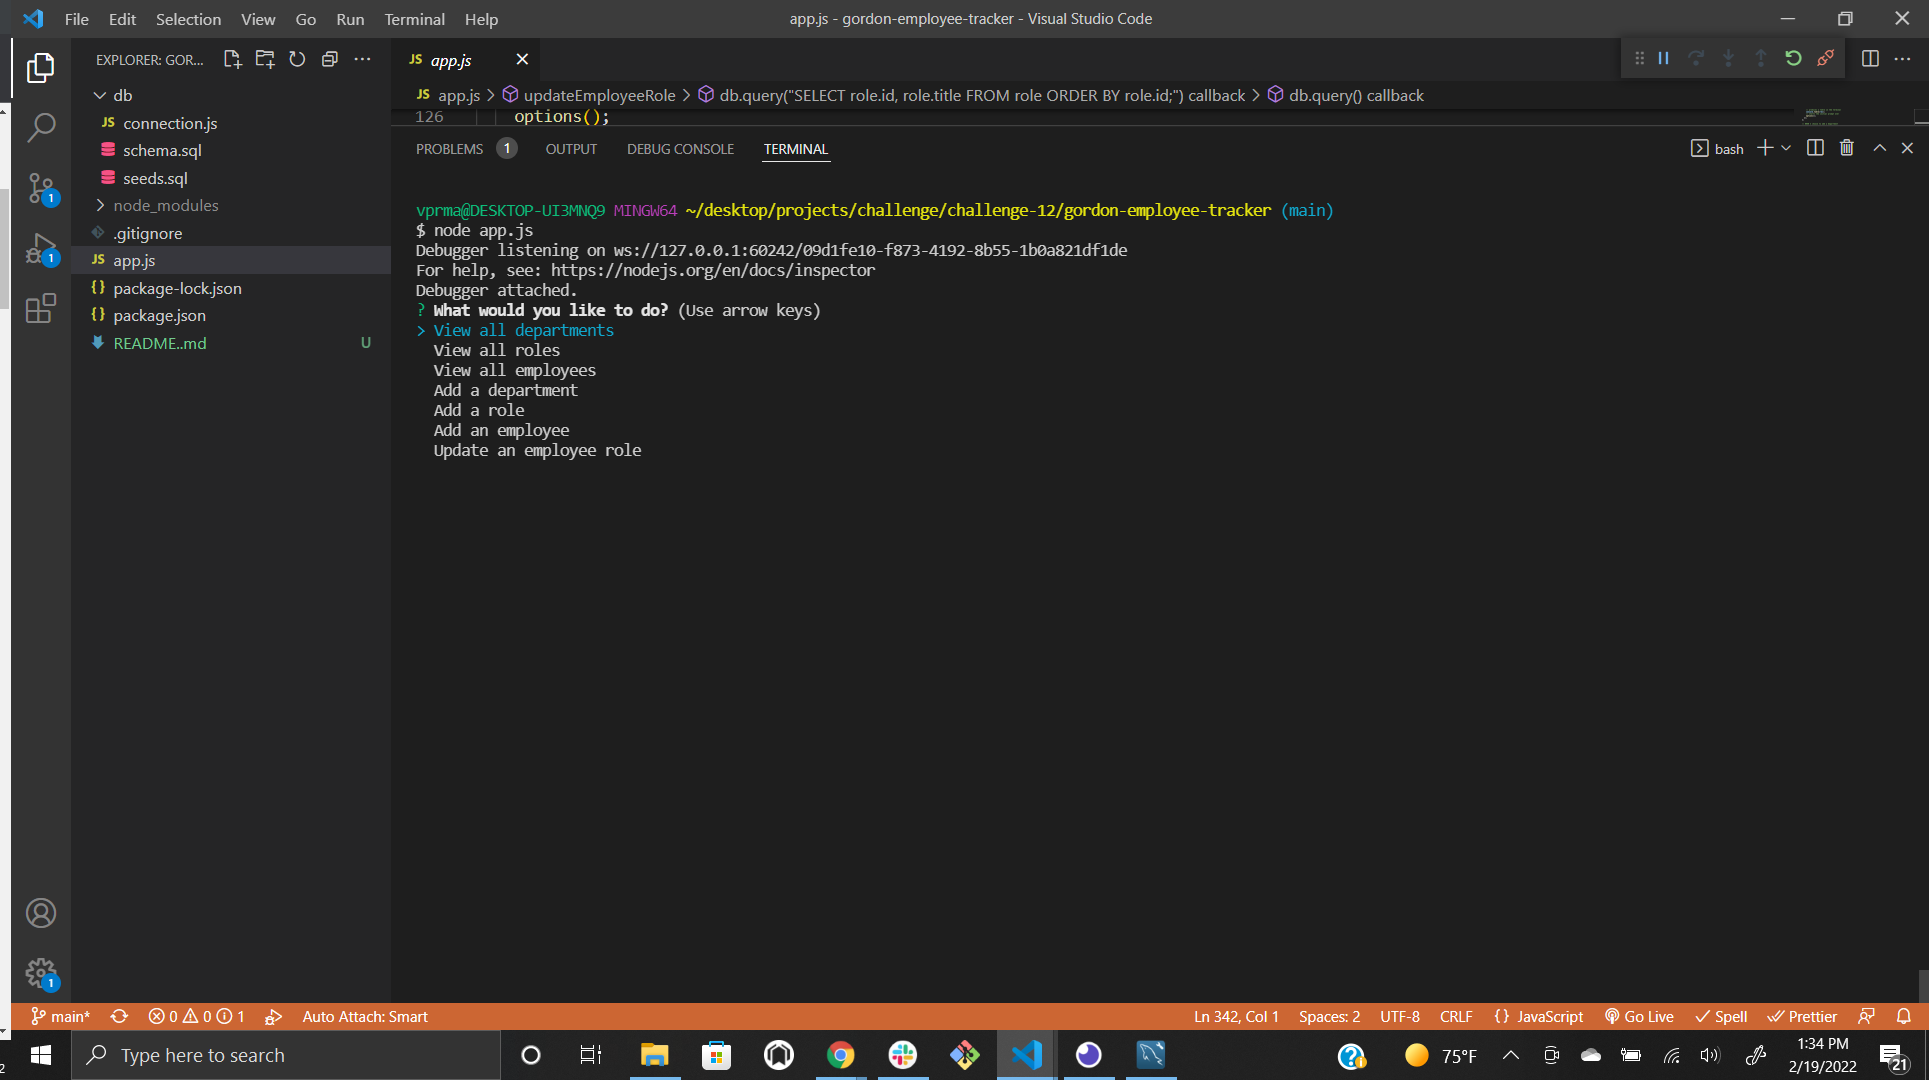 File Edit Selection View Go Run Terminal Help
app.js - gordon-employee-tracker - Visual Studio Code
EXPLORER: GOR...
JS app.js
db
JS connection.js
schema.sql
seeds.sql
node_modules
.gitignore
JS app.js
{} package-lock.json
{} package.json
README..md U
JS app.js > updateEmployeeRole > db.query("SELECT role.id, role.title FROM role ORDER BY role.id;") callback > db.query() callback
126 options();
PROBLEMS 1 OUTPUT DEBUG CONSOLE TERMINAL
bash
vprma@DESKTOP-UI3MNQ9 MINGW64 ~/desktop/projects/challenge/challenge-12/gordon-employee-tracker (main)
$ node app.js
Debugger listening on ws://127.0.0.1:60242/09d1fe10-f873-4192-8b55-1b0a821df1de
For help, see: https://nodejs.org/en/docs/inspector
Debugger attached.
? What would you like to do? (Use arrow keys)
> View all departments
View all roles
View all employees
Add a department
Add a role
Add an employee
Update an employee role
1
1
1
main* 0 0 1 Auto Attach: Smart
Ln 342, Col 1 Spaces: 2 UTF-8 CRLF {} JavaScript Go Live Spell Prettier
Type here to search
75°F
1:34 PM
2/19/2022
21
2